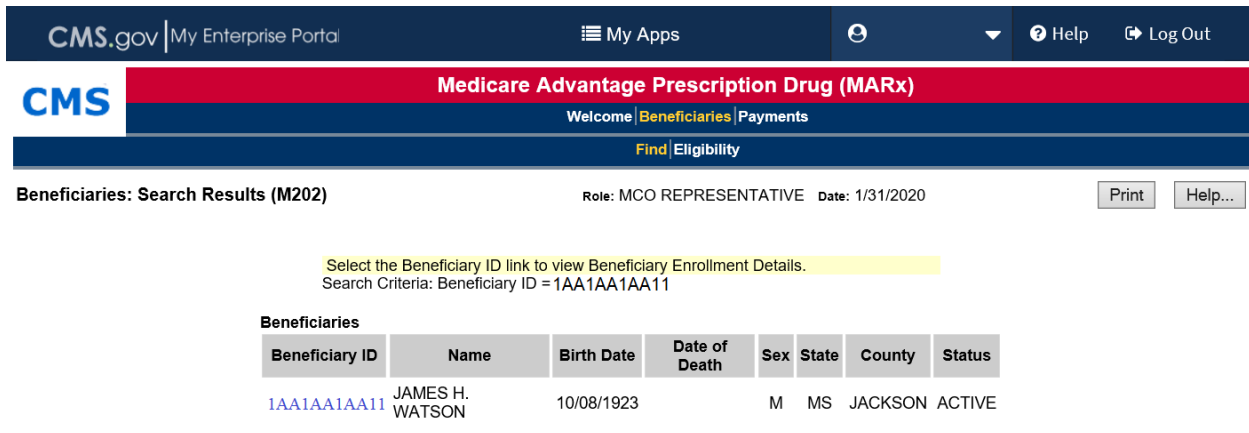 CMS.gov My Enterprise Portal My Apps Help Log Out
CMS
Medicare Advantage Prescription Drug (MARx)
Welcome|Beneficiaries|Payments
Find|Eligibility
Beneficiaries: Search Results (M202) Role: MCO REPRESENTATIVE Date: 1/31/2020 Print Help...
Select the Beneficiary ID link to view Beneficiary Enrollment Details.
Search Criteria: Beneficiary ID = 1AA1AA1AA11
Beneficiaries
Beneficiary ID Name Birth Date Date of Death Sex State County Status
1AA1AA1AA11 JAMES H. WATSON 10/08/1923 M MS JACKSON ACTIVE